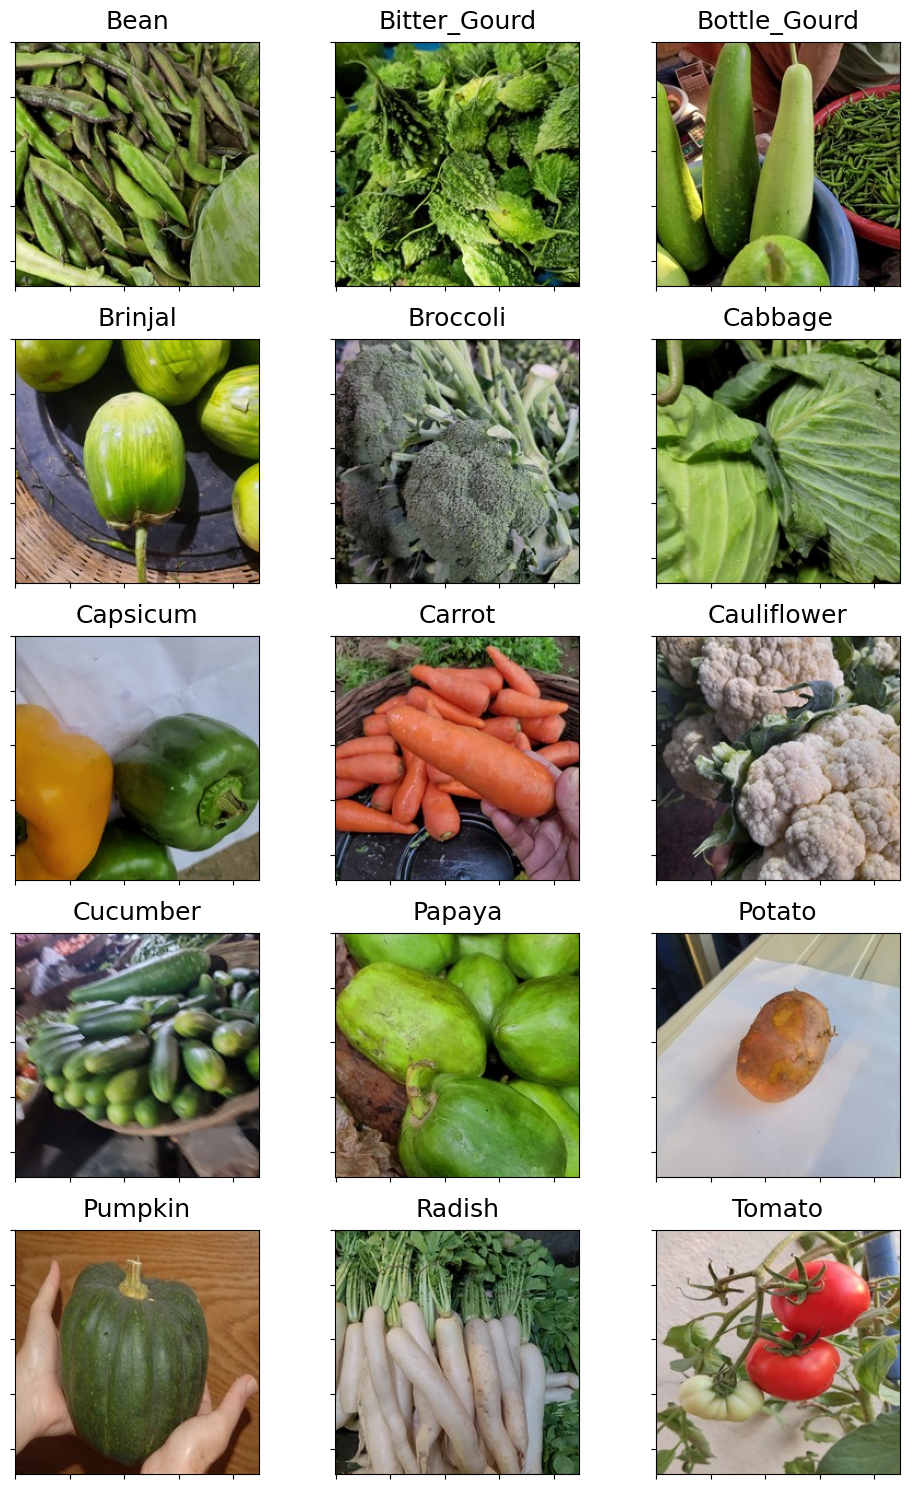 Bean
Bitter_Gourd
Bottle_Gourd
Brinjal
Broccoli
Cabbage
Capsicum
Carrot
Cauliflower
Cucumber
Papaya
Potato
Pumpkin
Radish
Tomato